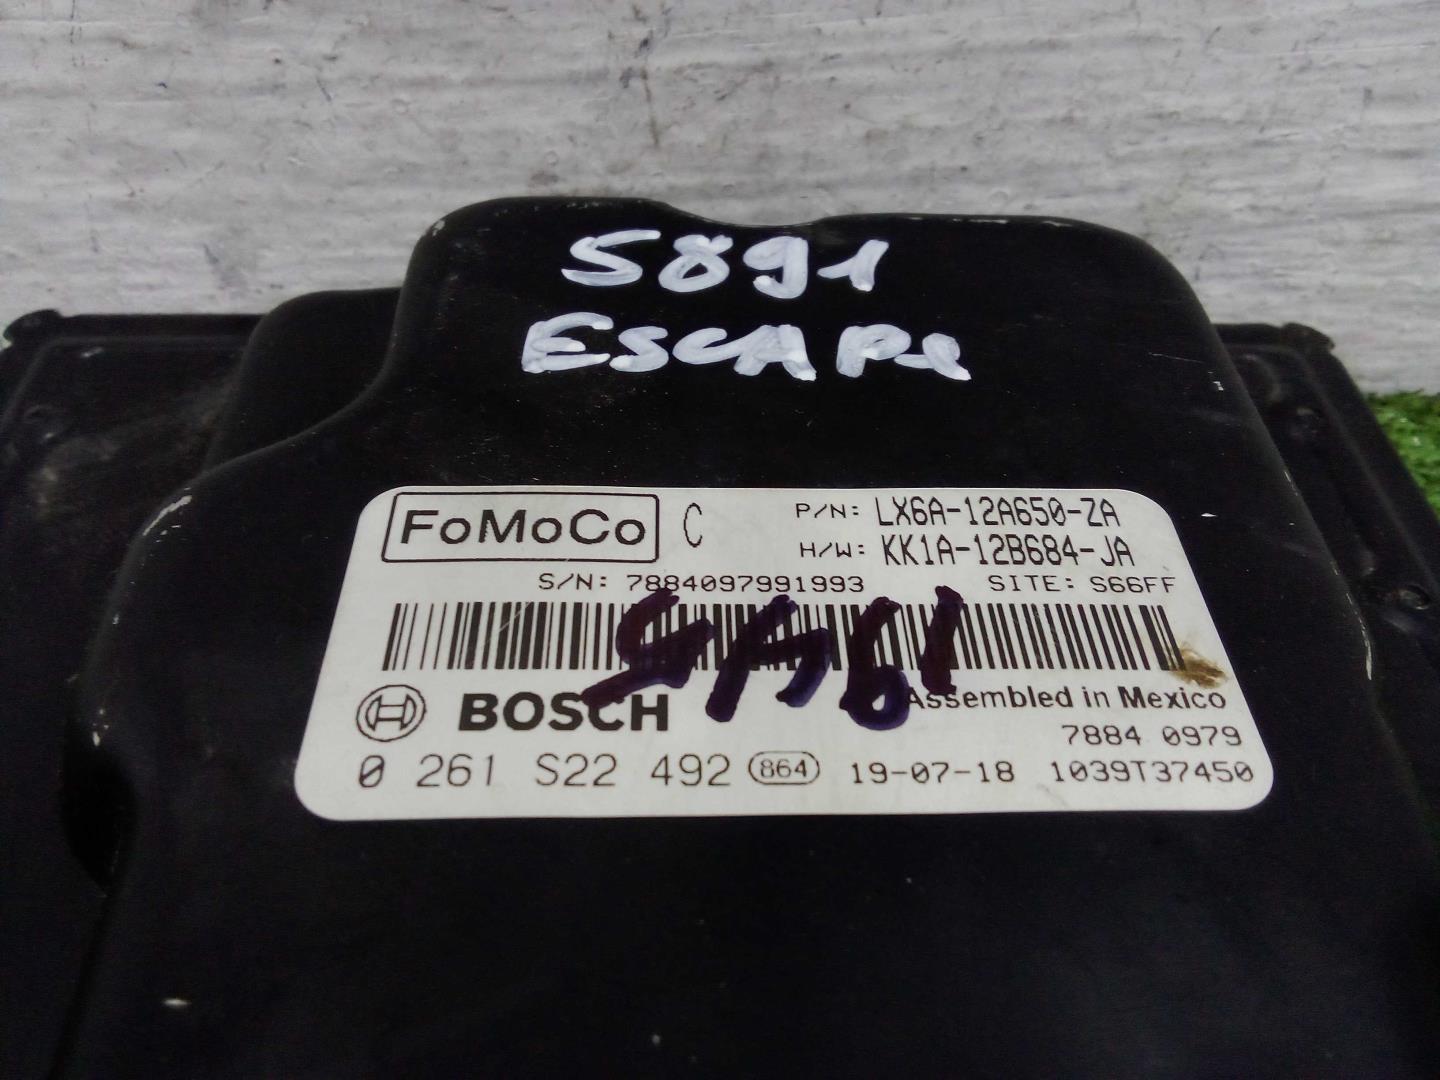 5891
ESCAPe
FoMoCo C P/N: LX6A-12A650-ZA
H/W: KK1A-12B684-JA
S/N: 7884097991993 SITE: S66FF
BOSCH Assembled in Mexico
7884 0979
0 261 S22 492 864 19-07-18 1039T37450